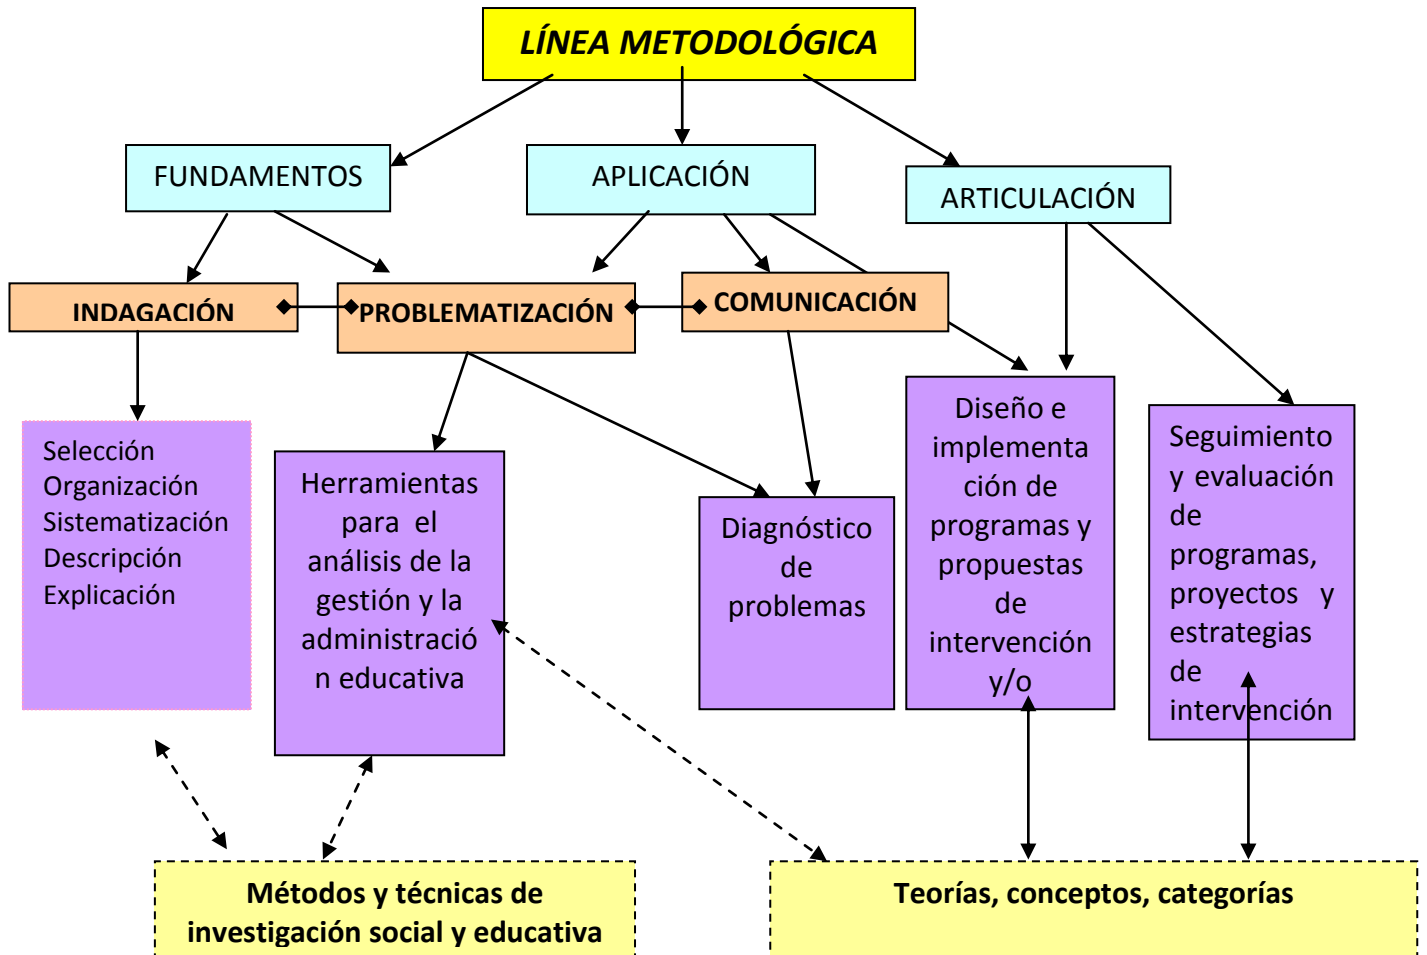 LÍNEA METODOLÓGICA
FUNDAMENTOS
APLICACIÓN
ARTICULACIÓN
INDAGACIÓN
PROBLEMATIZACIÓN
COMUNICACIÓN
Selección
Organización
Sistematización
Descripción
Explicación
Herramientas
para el
análisis de la
gestión y la
administració
n educativa
Diagnóstico
de
problemas
Diseño e
implementa
ción de
programas y
propuestas
de
intervención
y/o
Seguimiento
y evaluación
de
programas,
proyectos y
estrategias
de
intervención
Métodos y técnicas de
investigación social y educativa
Teorías, conceptos, categorías